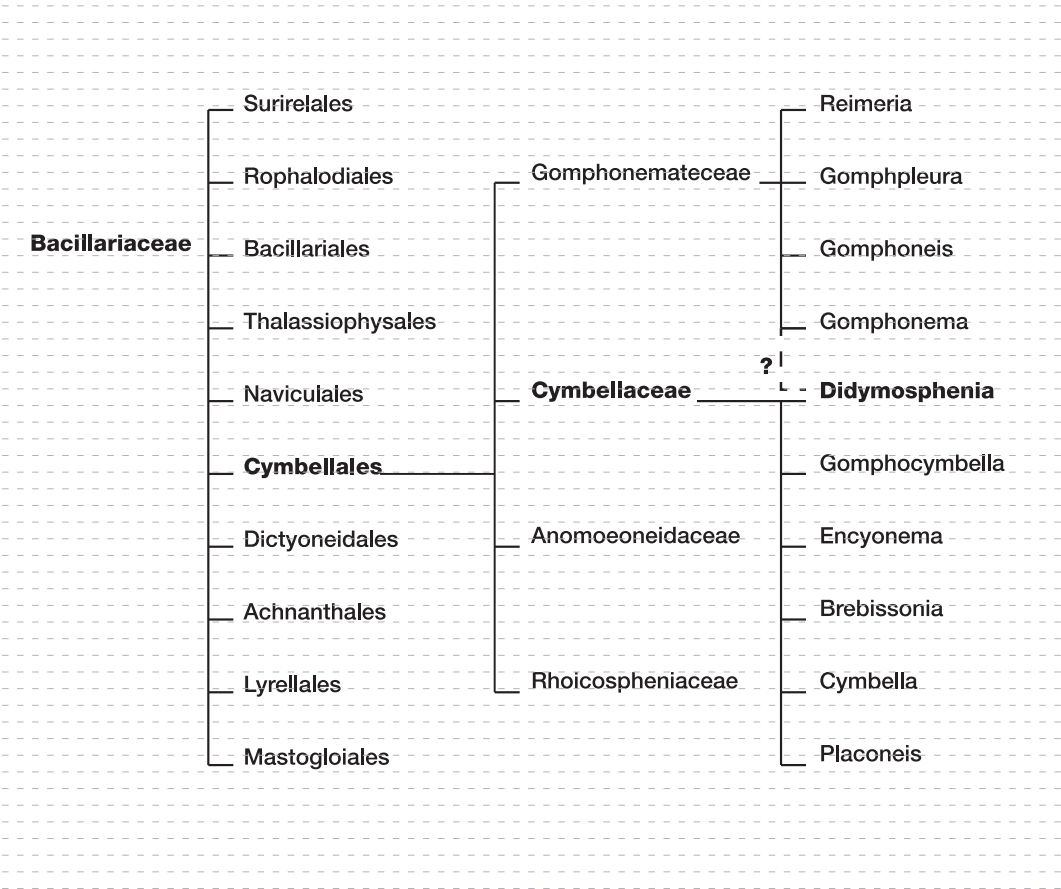 Bacillariaceae
Surirelales
Rophalodiales
Bacillariales
Thalassiophysales
Naviculales
Cymbellales
Dictyoneidales
Achnanthales
Lyrellales
Mastogloiales
Gomphonemateceae
Cymbellaceae
Anomoeoneidaceae
Rhoicospheniaceae
Reimeria
Gomphpleura
Gomphoneis
Gomphonema
?
Didymosphenia
Gomphocymbella
Encyonema
Brebissonia
Cymbella
Placoneis